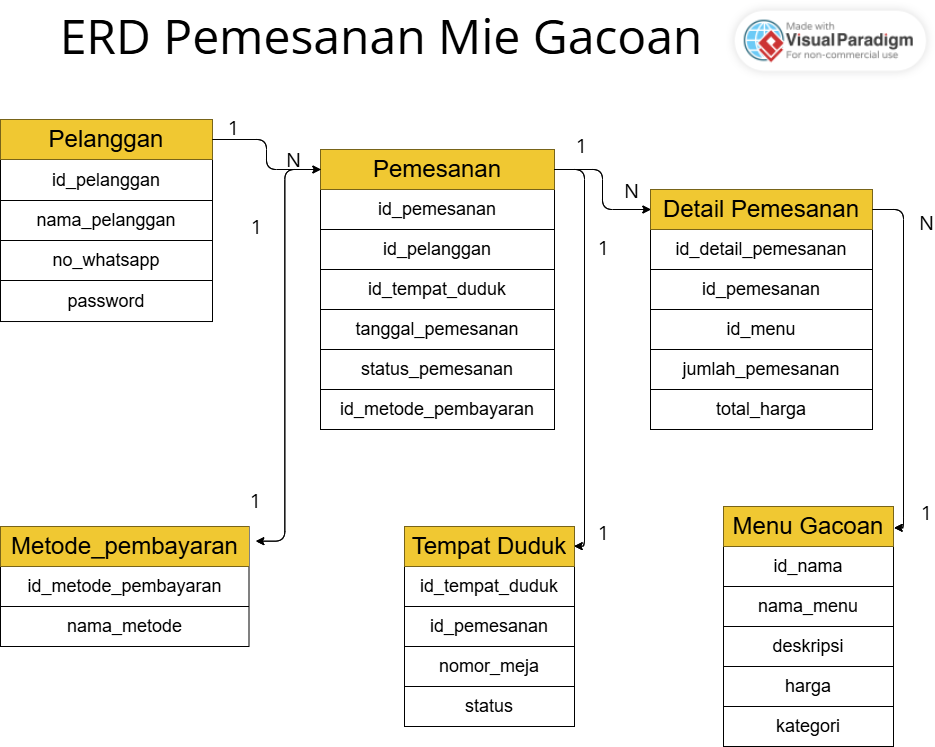 ERD Pemesanan Mie Gacoan
Made with
Visual Paradigm
For non-commercial use
Pelanggan
id_pelanggan
nama_pelanggan
no_whatsapp
password
1
N
1
1
Pemesanan
id_pemesanan
id_pelanggan
id_tempat_duduk
tanggal_pemesanan
status_pemesanan
id_metode_pembayaran
1
N
1
1
Detail Pemesanan
id_detail_pemesanan
id_pemesanan
id_menu
jumlah_pemesanan
total_harga
N
1
Metode_pembayaran
id_metode_pembayaran
nama_metode
Tempat Duduk
id_tempat_duduk
id_pemesanan
nomor_meja
status
Menu Gacoan
id_nama
nama_menu
deskripsi
harga
kategori